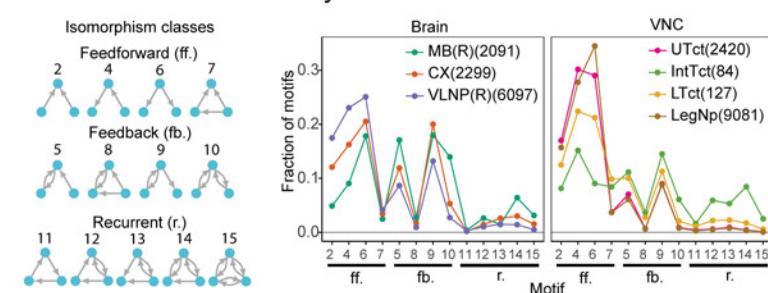 Isomorphism classes
Feedforward (ff.)
2 4 6 7
Feedback (fb.)
5 8 9 10
Recurrent (r.)
11 12 13 14 15
Brain
MB(R)(2091)
CX(2299)
VLNP(R)(6097)
VNC
UTct(2420)
IntTct(84)
LTct(127)
LegNp(9081)
Fraction of motifs
0.3
0.2
0.1
0.0
2 4 6 7 5 8 9 10 11 12 13 14 15
ff. fb. r.
2 4 6 7 5 8 9 10 11 12 13 14 15
ff. fb. r.
Motif